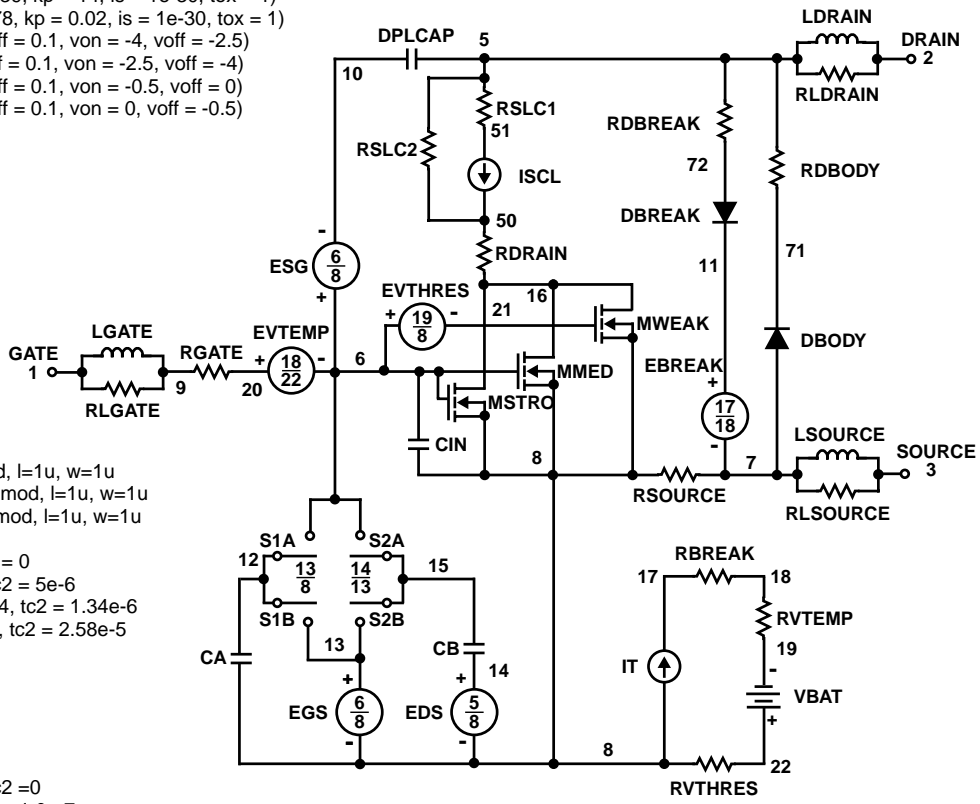 ff = 0.1, von = -4, voff = -2.5)
f = 0.1, von = -2.5, voff = -4)
ff = 0.1, von = -0.5, voff = 0)
ff = 0.1, von = 0, voff = -0.5)
78, kp = 0.02, is = 1e-30, tox = 1)
DPLCAP
5
10
LDRAIN
DRAIN
2
RLDRAIN
RSLC1
51
RSLC2
ISCL
50
RDRAIN
RDBREAK
72
RDBODY
DBREAK
11
71
ESG
6
8
-
+
EVTHRES
+ 19 -
8
21
16
MWEAK
LGATE
GATE
1
RLGATE
9
RGATE
20
EVTEMP
+ 18 -
22
6
MMED
MSTRO
EBREAK
+
17
18
-
DBODY
CIN
8
RSOURCE
7
LSOURCE
SOURCE
3
RLSOURCE
d, l=1u, w=1u
mod, l=1u, w=1u
mod, l=1u, w=1u
= 0
c2 = 5e-6
4, tc2 = 1.34e-6
, tc2 = 2.58e-5
S1A
S2A
12
13
8
14
13
15
S1B
S2B
13
CA
CB
14
+
EGS
6
8
-
+
EDS
5
8
-
8
RBREAK
17
18
RVTEMP
19
IT
-
VBAT
+
22
RVTHRES
c2 =0